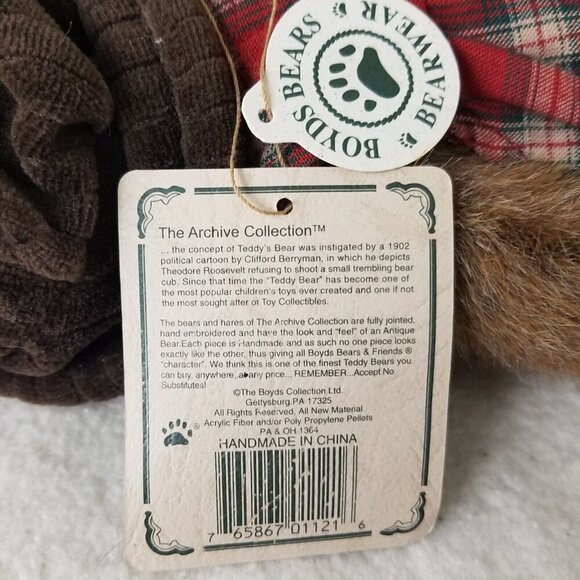 BOYDS BEARS BEARWEAR
The Archive Collection™
... the concept of Teddy's Bear was instigated by a 1902
political cartoon by Clifford Berryman, in which he depicts
Theodore Roosevelt refusing to shoot a small trembling bear
cub. Since that time the "Teddy Bear" has become one of
the most popular children's toys ever created and one if not
the most sought after of Toy Collectibles.
The bears and hares of The Archive Collection are fully jointed,
hand embroidered and have the look and "feel" of an Antique
Bear.Each piece is Handmade and as such no one piece looks
exactly like the other, thus giving all Boyds Bears & Friends ®
"character". We think this is one of the finest Teddy Bears you
can buy, anywhere, at any price... REMEMBER...Accept No
Substitutes!
©The Boyds Collection Ltd.
Gettysburg,PA 17325
All Rights Reserved. All New Material
® Acrylic Fiber and/or Poly Propylene Pellets
PA & OH 1364
HANDMADE IN CHINA
7 65867 01121 6